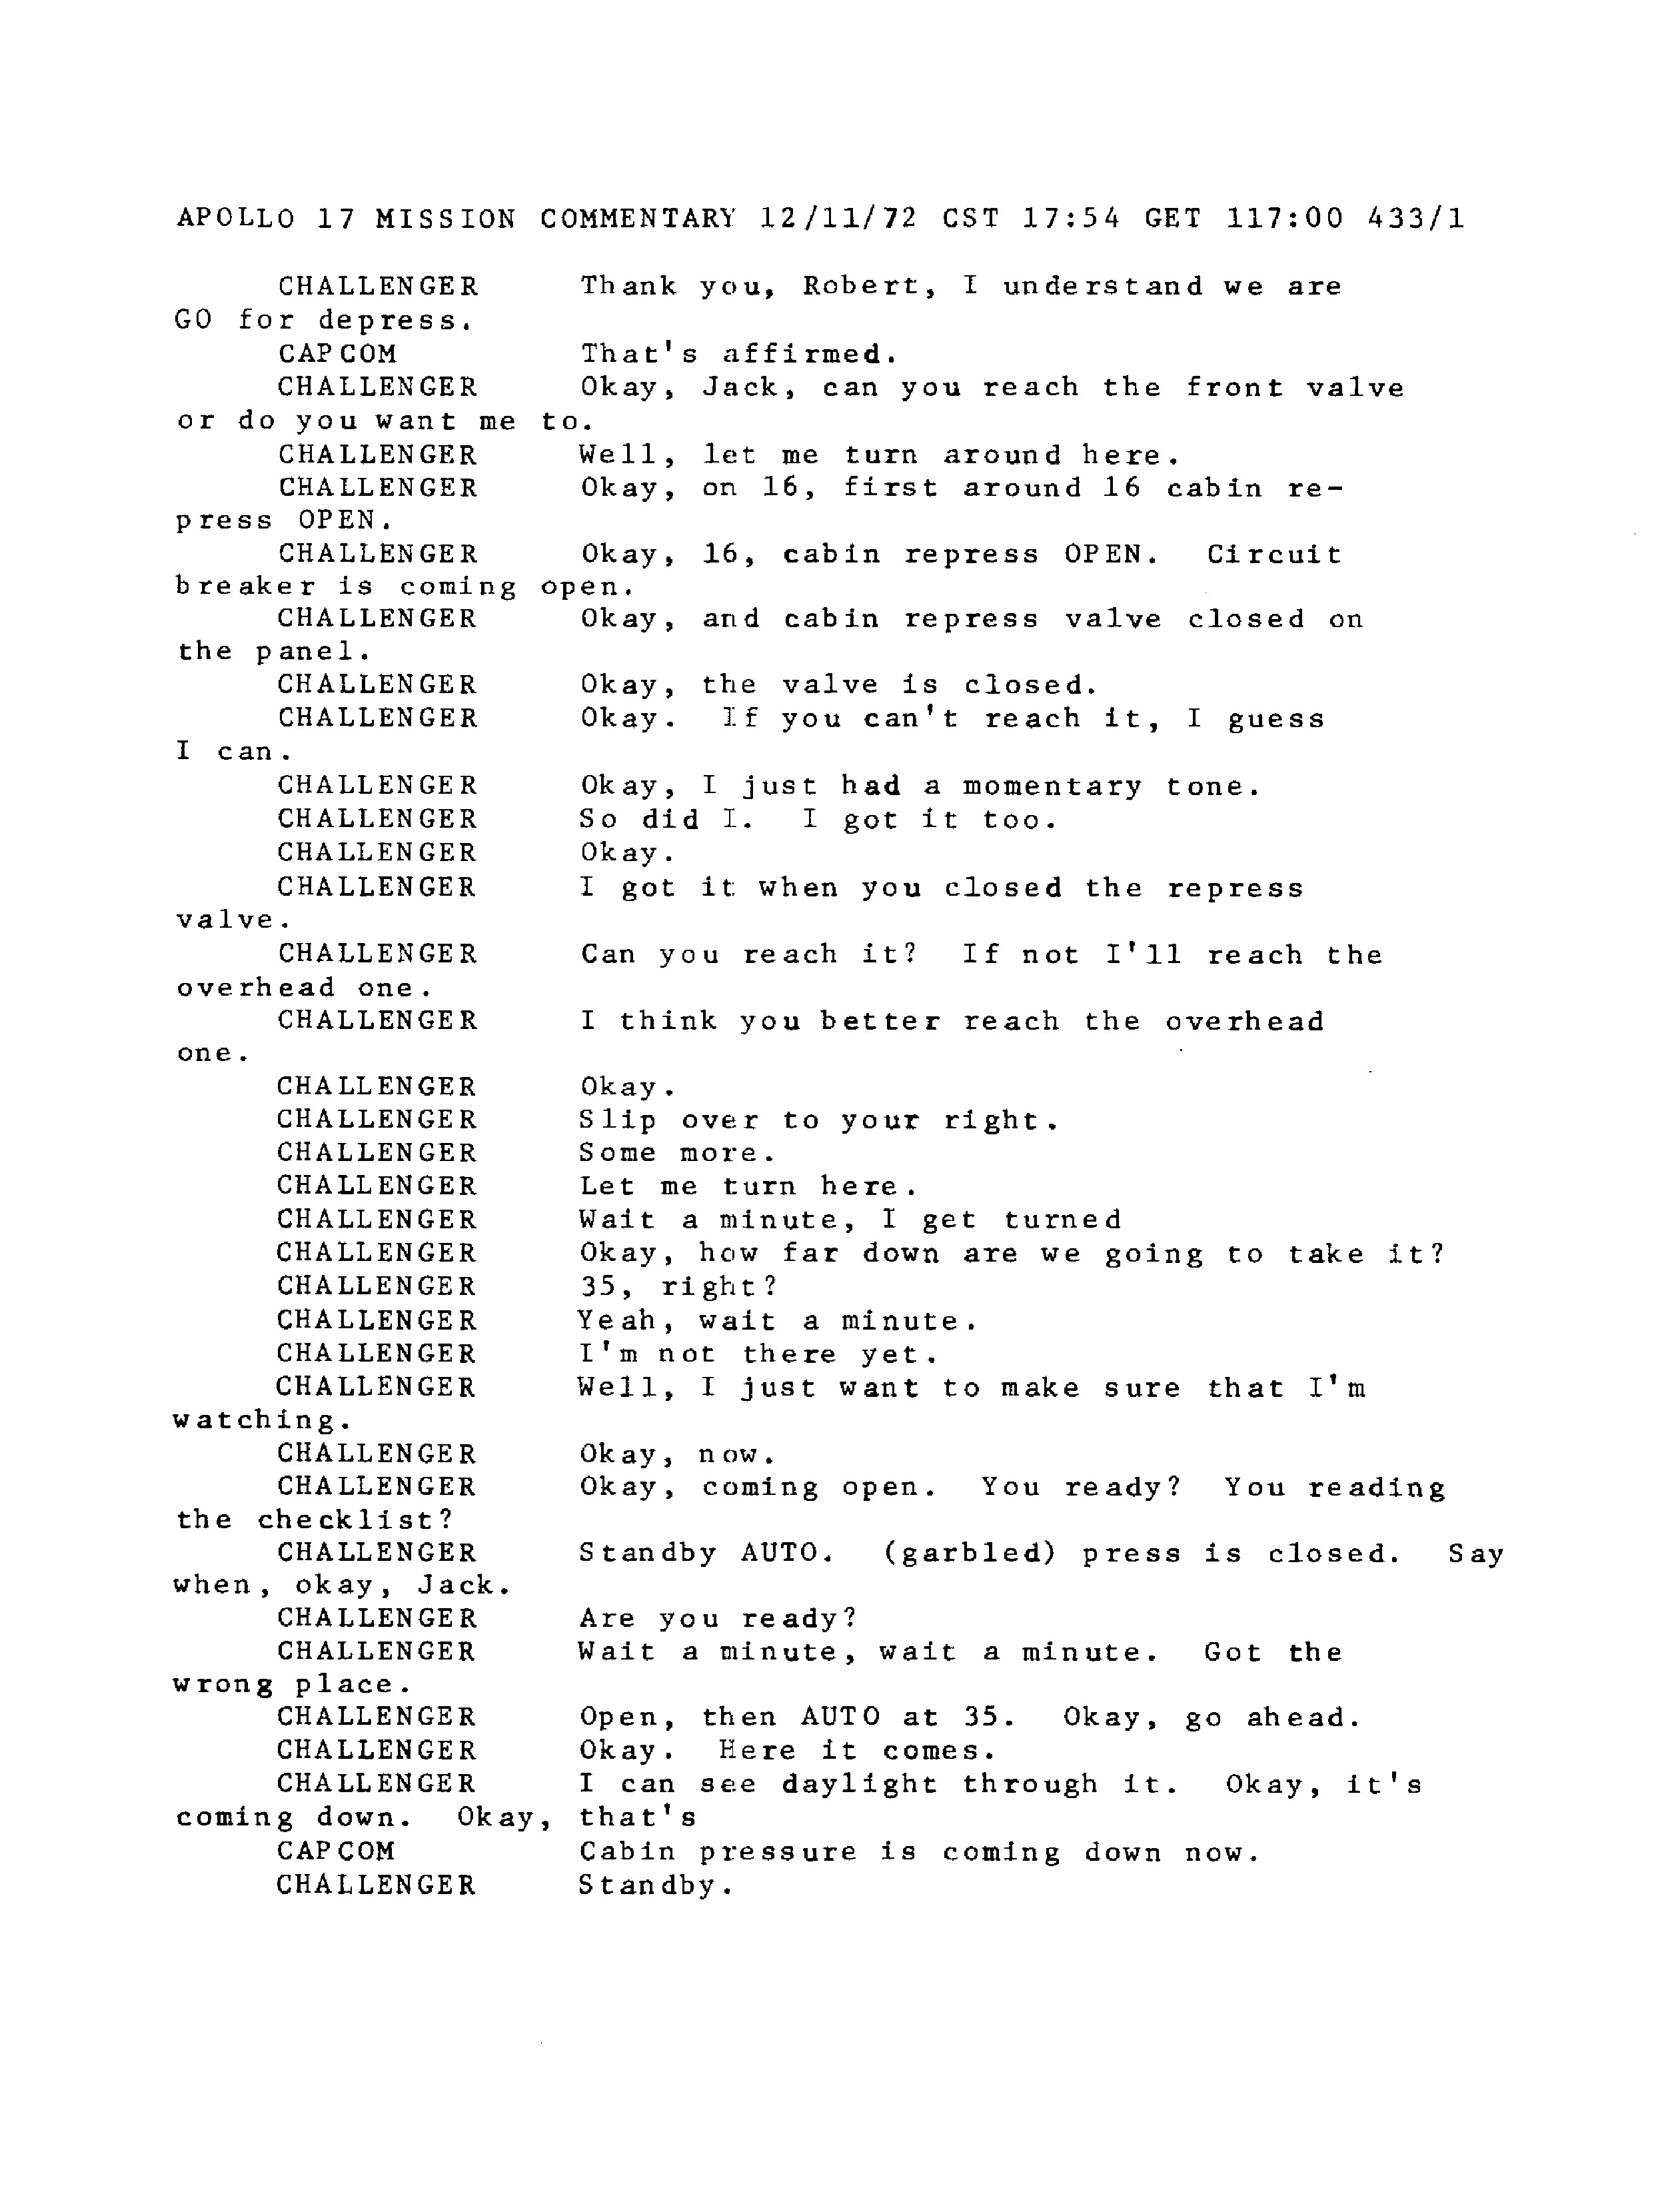 APOLLO 17 MISSION COMMENTARY 12/11/72 CST 17:54 GET 117:00 433/1
CHALLENGER Thank you, Robert, I understand we are
GO for depress.
CAPCOM That's affirmed.
CHALLENGER Okay, Jack, can you reach the front valve
or do you want me to.
CHALLENGER Well, let me turn around here.
CHALLENGER Okay, on 16, first around 16 cabin re-
press OPEN.
CHALLENGER Okay, 16, cabin repress OPEN. Circuit
breaker is coming open.
CHALLENGER Okay, and cabin repress valve closed on
the panel.
CHALLENGER Okay, the valve is closed.
CHALLENGER Okay. If you can't reach it, I guess
I can.
CHALLENGER Okay, I just had a momentary tone.
CHALLENGER So did I. I got it too.
CHALLENGER Okay.
CHALLENGER I got it when you closed the repress
valve.
CHALLENGER Can you reach it? If not I'll reach the
overhead one.
CHALLENGER I think you better reach the overhead
one.
CHALLENGER Okay.
CHALLENGER Slip over to your right.
CHALLENGER Some more.
CHALLENGER Let me turn here.
CHALLENGER Wait a minute, I get turned
CHALLENGER Okay, how far down are we going to take it?
CHALLENGER 35, right?
CHALLENGER Yeah, wait a minute.
CHALLENGER I'm not there yet.
CHALLENGER Well, I just want to make sure that I'm
watching.
CHALLENGER Okay, now.
CHALLENGER Okay, coming open. You ready? You reading
the checklist?
CHALLENGER Standby AUTO. (garbled) press is closed. Say
when, okay, Jack.
CHALLENGER Are you ready?
CHALLENGER Wait a minute, wait a minute. Got the
wrong place.
CHALLENGER Open, then AUTO at 35. Okay, go ahead.
CHALLENGER Okay. Here it comes.
CHALLENGER I can see daylight through it. Okay, it's
coming down. Okay, that's
CAPCOM Cabin pressure is coming down now.
CHALLENGER Standby.